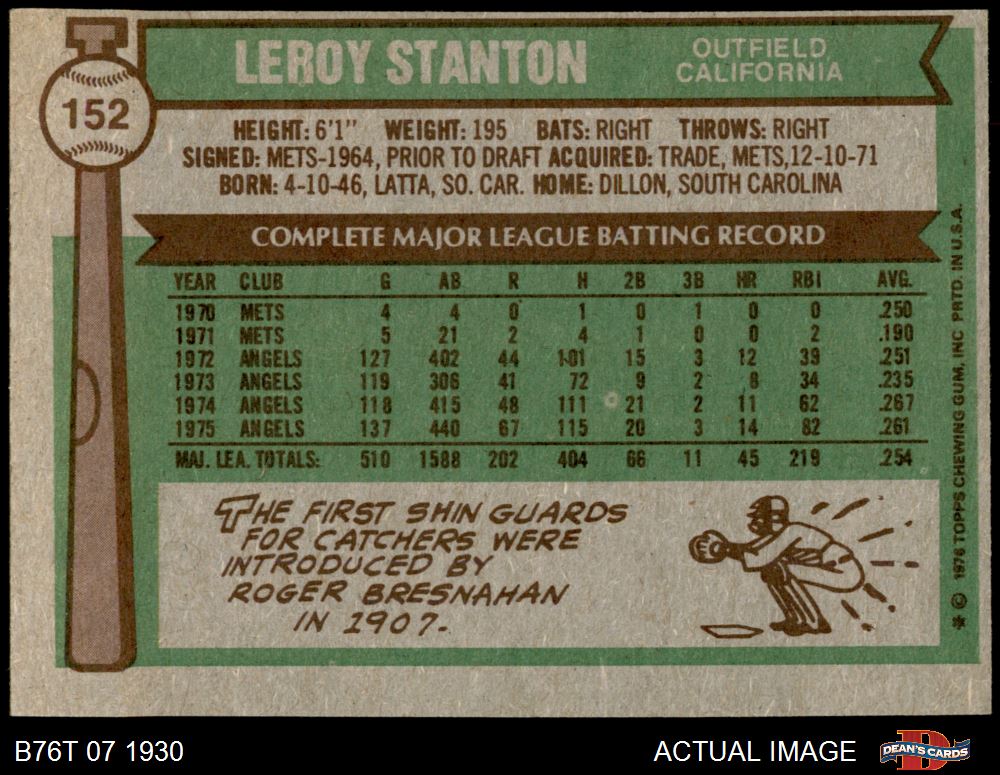 152
LEROY STANTON
OUTFIELD
CALIFORNIA
HEIGHT: 6'1" WEIGHT: 195 BATS: RIGHT THROWS: RIGHT
SIGNED: METS-1964, PRIOR TO DRAFT ACQUIRED: TRADE, METS,12-10-71
BORN: 4-10-46, LATTA, SO. CAR. HOME: DILLON, SOUTH CAROLINA
COMPLETE MAJOR LEAGUE BATTING RECORD
YEAR CLUB G AB R H 2B 3B HR RBI AVG.
1970 METS 4 4 0 1 0 1 0 0 .250
1971 METS 5 21 2 4 1 0 0 2 .190
1972 ANGELS 127 402 44 101 15 3 12 39 .251
1973 ANGELS 119 306 41 72 9 2 8 34 .235
1974 ANGELS 118 415 48 111 21 2 11 62 .267
1975 ANGELS 137 440 67 115 20 3 14 82 .261
MAJ. LEA. TOTALS: 510 1588 202 404 66 11 45 219 .254
THE FIRST SHIN GUARDS
FOR CATCHERS WERE
INTRODUCED BY
ROGER BRESNAHAN
IN 1907.
* © 1976 TOPPS CHEWING GUM, INC PRTD. IN U.S.A.
B76T 07 1930
ACTUAL IMAGE
D
DEAN'S CARDS